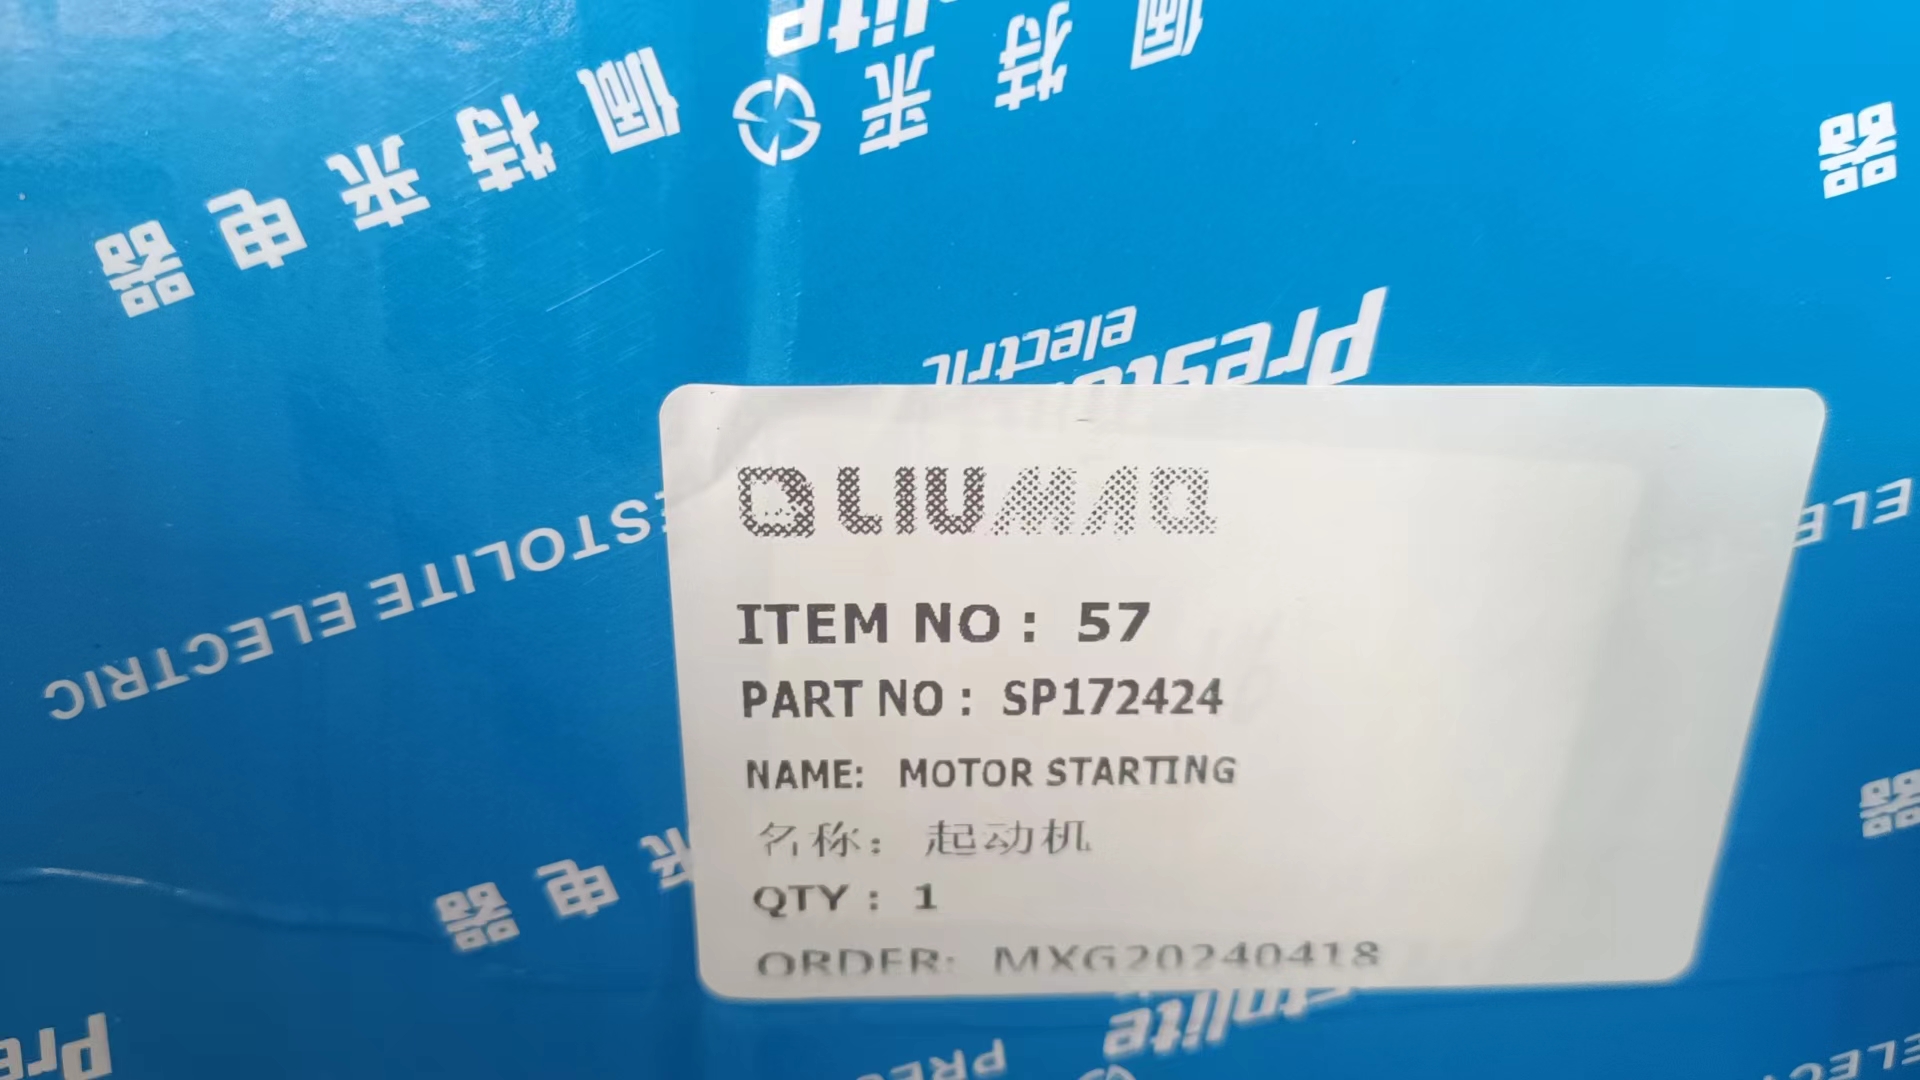 佩特来电器
佩特来
Prestolite
electric
PRESTOLITE ELECTRIC
LIUMAQ
ITEM NO : 57
PART NO : SP172424
NAME: MOTOR STARTING
名称： 起动机
QTY : 1
ORDER: MXG20240418